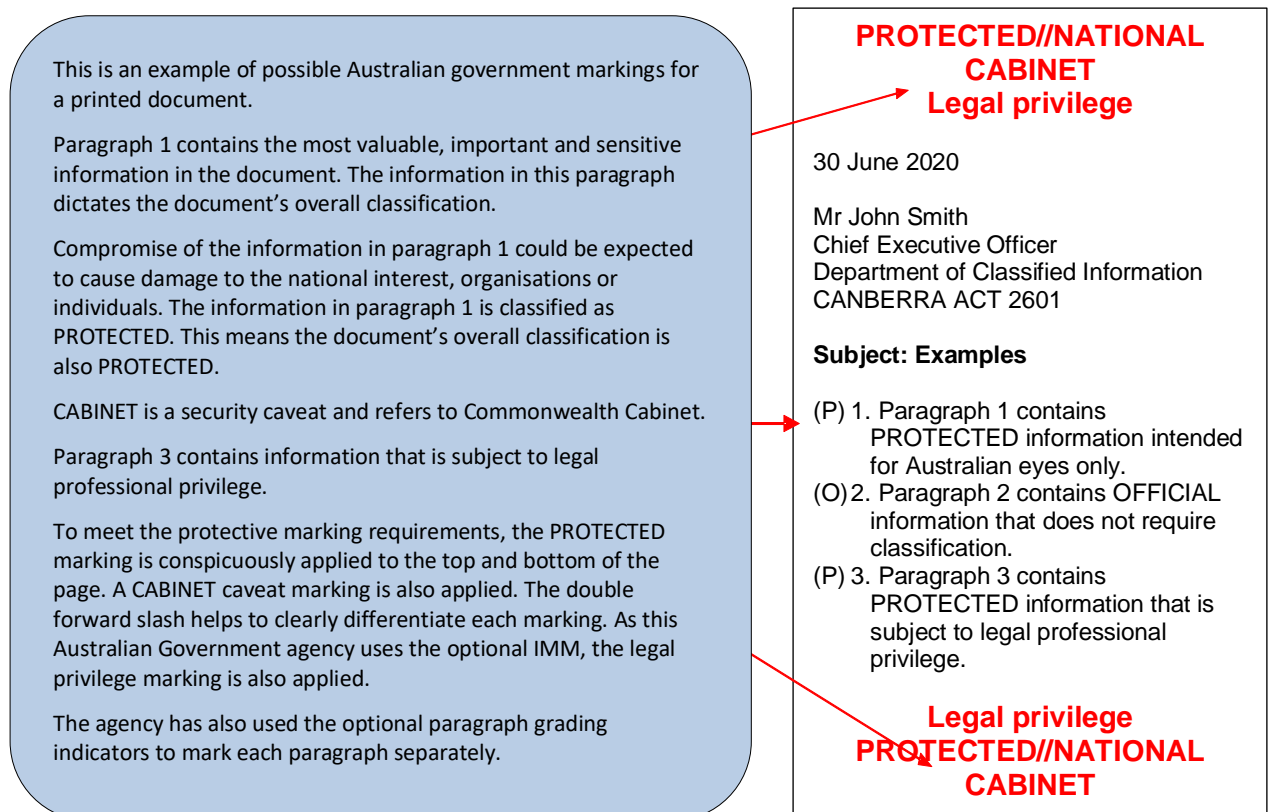 This is an example of possible Australian government markings for
a printed document.
Paragraph 1 contains the most valuable, important and sensitive
information in the document. The information in this paragraph
dictates the document's overall classification.
Compromise of the information in paragraph 1 could be expected
to cause damage to the national interest, organisations or
individuals. The information in paragraph 1 is classified as
PROTECTED. This means the document's overall classification is
also PROTECTED.
CABINET is a security caveat and refers to Commonwealth Cabinet.
Paragraph 3 contains information that is subject to legal
professional privilege.
To meet the protective marking requirements, the PROTECTED
marking is conspicuously applied to the top and bottom of the
page. A CABINET caveat marking is also applied. The double
forward slash helps to clearly differentiate each marking. As this
Australian Government agency uses the optional IMM, the legal
privilege marking is also applied.
The agency has also used the optional paragraph grading
indicators to mark each paragraph separately.
PROTECTED//NATIONAL
CABINET
Legal privilege
30 June 2020
Mr John Smith
Chief Executive Officer
Department of Classified Information
CANBERRA ACT 2601
Subject: Examples
(P) 1. Paragraph 1 contains
PROTECTED information intended
for Australian eyes only.
(O) 2. Paragraph 2 contains OFFICIAL
information that does not require
classification.
(P) 3. Paragraph 3 contains
PROTECTED information that is
subject to legal professional
privilege.
Legal privilege
PROTECTED//NATIONAL
CABINET